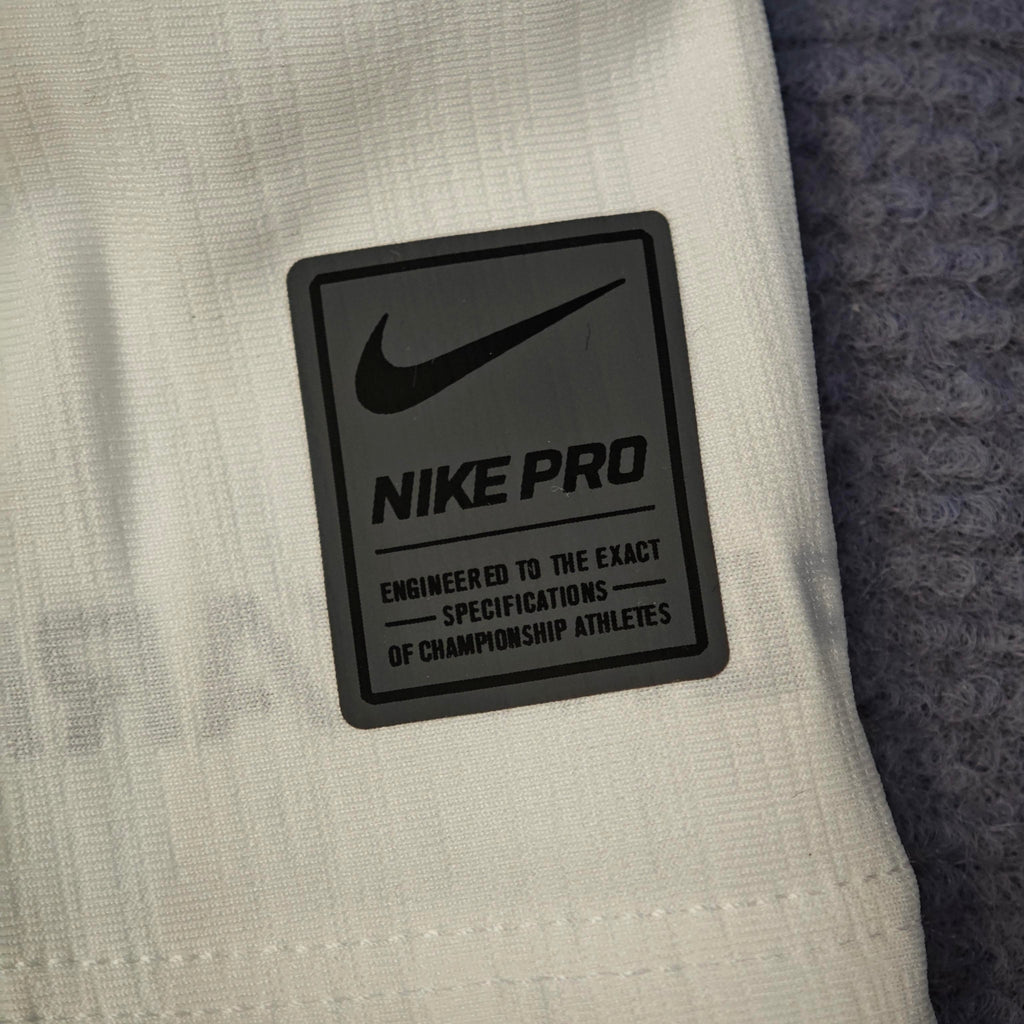 NIKE PRO
ENGINEERED TO THE EXACT
SPECIFICATIONS
OF CHAMPIONSHIP ATHLETES